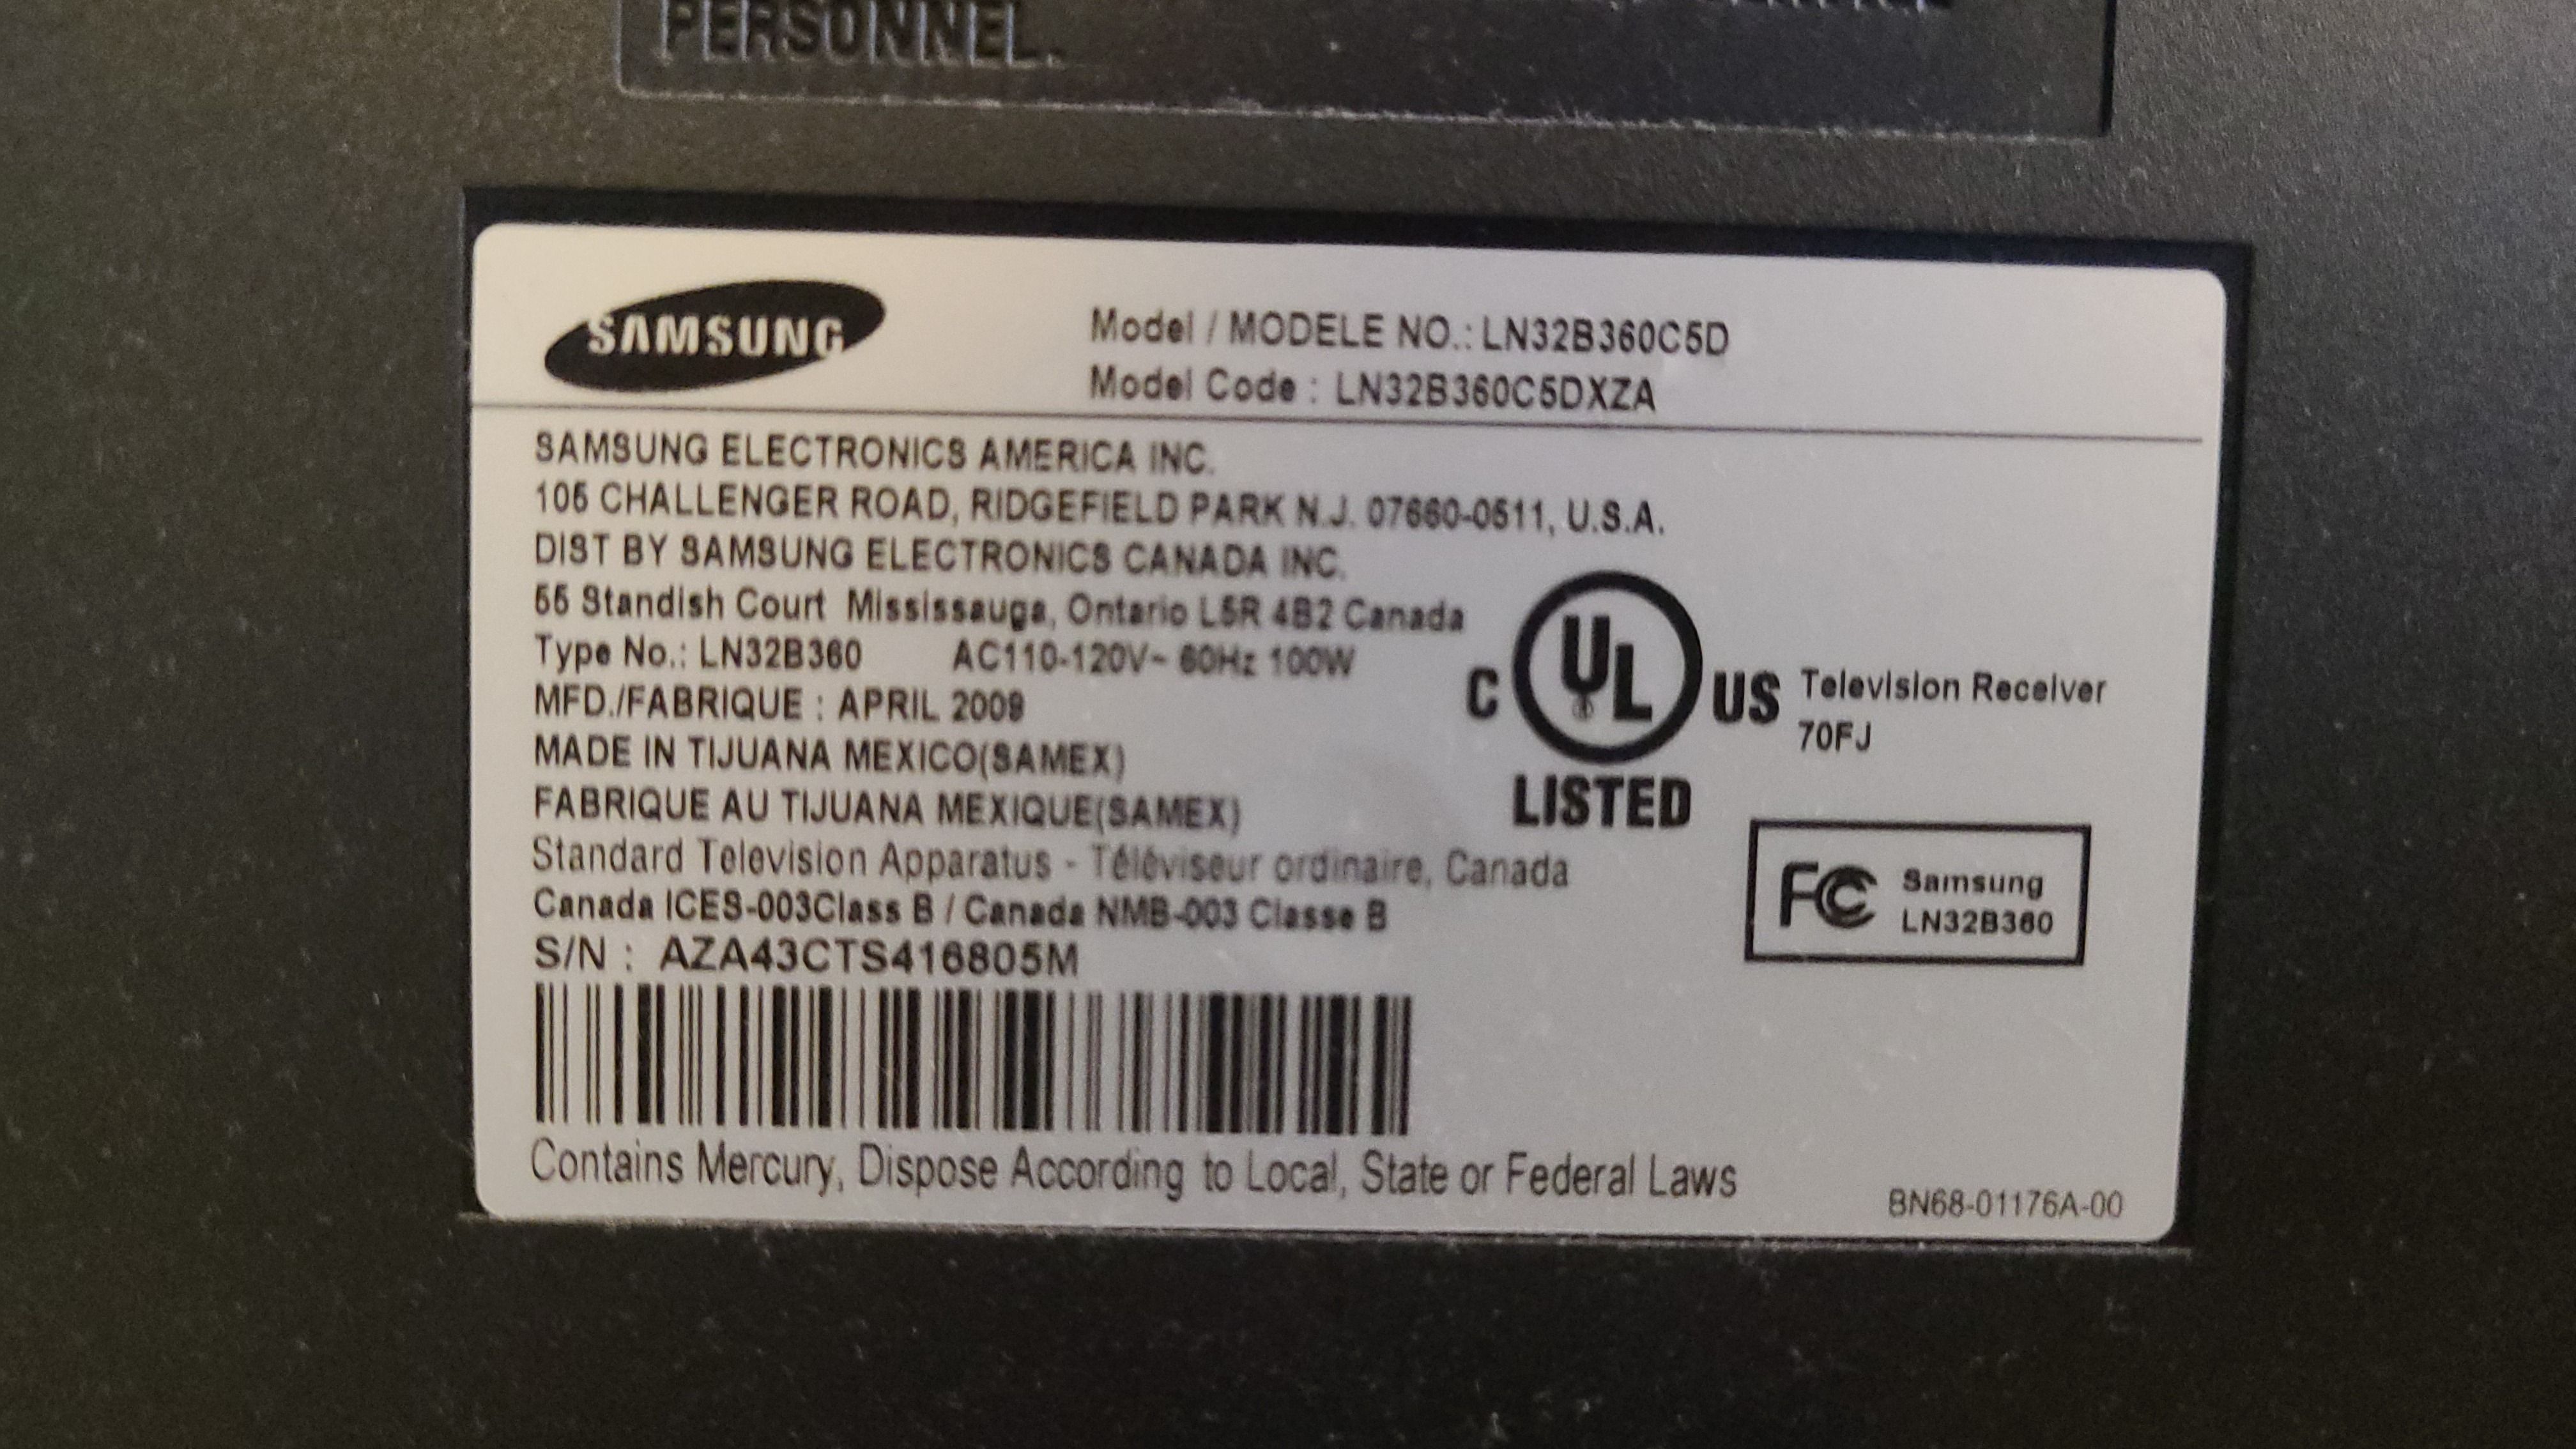 PERSONNEL.
SAMSUNG
Model / MODELE NO.: LN32B360C5D
Model Code : LN32B360C5DXZA
SAMSUNG ELECTRONICS AMERICA INC.
105 CHALLENGER ROAD, RIDGEFIELD PARK N.J. 07660-0511, U.S.A.
DIST BY SAMSUNG ELECTRONICS CANADA INC.
55 Standish Court Mississauga, Ontario L5R 4B2 Canada
Type No.: LN32B360 AC110-120V~ 60Hz 100W
MFD./FABRIQUE : APRIL 2009
MADE IN TIJUANA MEXICO(SAMEX)
FABRIQUE AU TIJUANA MEXIQUE(SAMEX)
Standard Television Apparatus - Téléviseur ordinaire, Canada
Canada ICES-003Class B / Canada NMB-003 Classe B
S/N : AZA43CTS416805M
C UL US
LISTED
Television Receiver
70FJ
FC Samsung
LN32B360
Contains Mercury, Dispose According to Local, State or Federal Laws
BN68-01176A-00